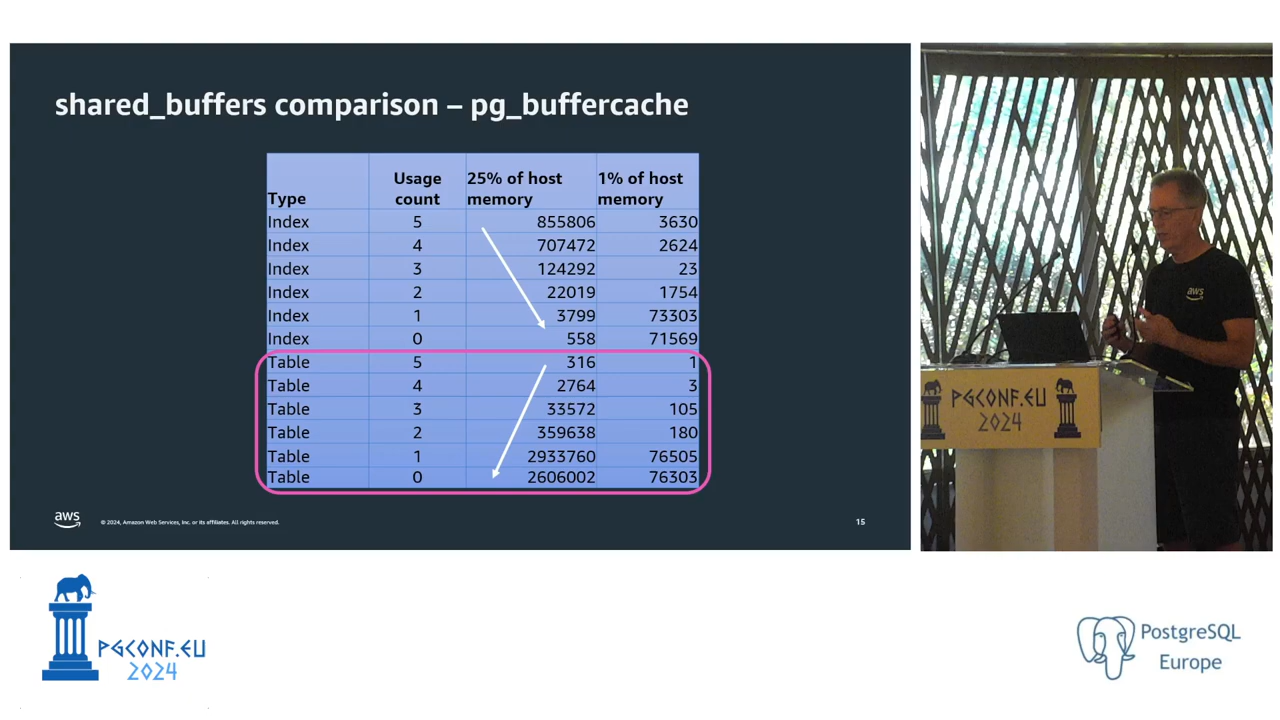 shared_buffers comparison – pg_buffercache
Type Usage count 25% of host memory 1% of host memory
Index 5 855806 3630
Index 4 707472 2624
Index 3 124292 23
Index 2 22019 1754
Index 1 3799 73303
Index 0 558 71569
Table 5 316 1
Table 4 2764 3
Table 3 33572 105
Table 2 359638 180
Table 1 2933760 76505
Table 0 2606002 76303
aws
© 2024, Amazon Web Services, Inc. or its affiliates. All rights reserved.
15
aws
PGCONF.EU
2024
PGCONF.EU
2024
PostgreSQL
Europe